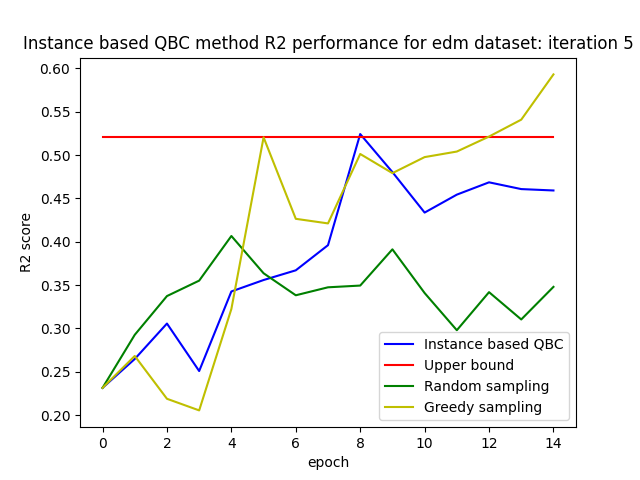 Instance based QBC method R2 performance for edm dataset: iteration 5
0.60
0.55
0.50
0.45
0.40
0.35
0.30
0.25
0.20
R2 score
Instance based QBC
Upper bound
Random sampling
Greedy sampling
0 2 4 6 8 10 12 14
epoch